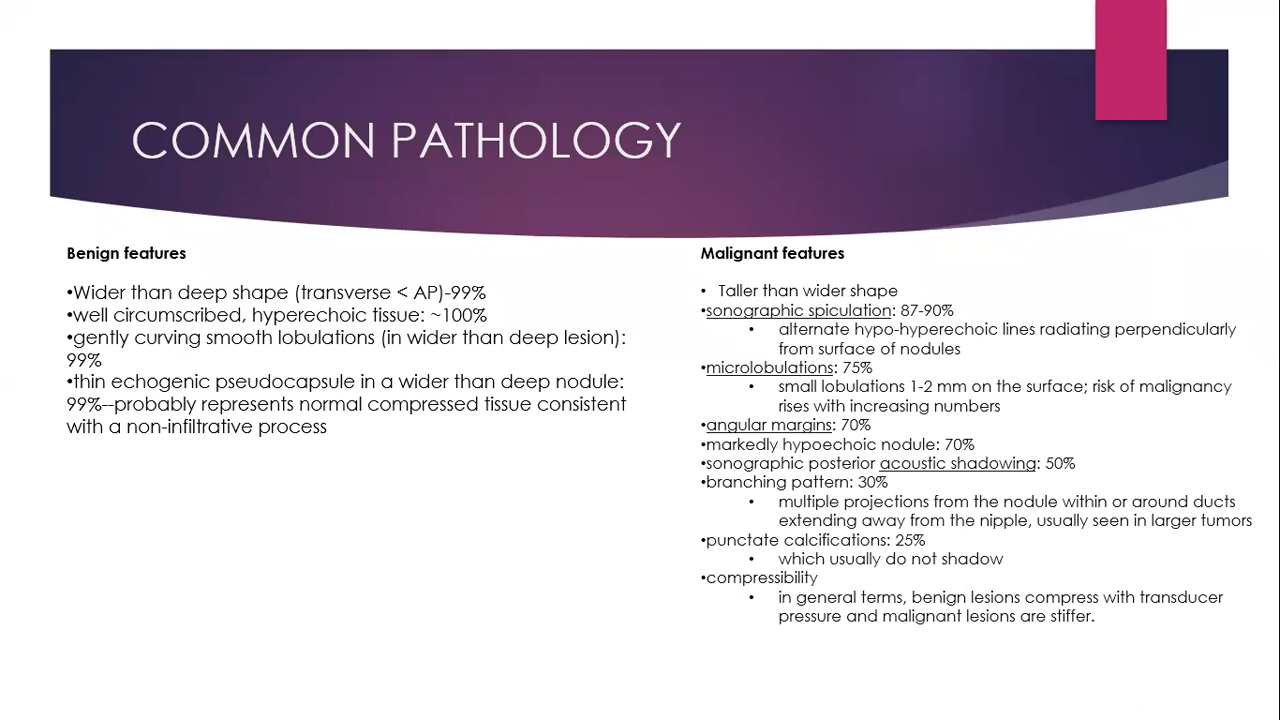 COMMON PATHOLOGY
Benign features
•Wider than deep shape (transverse < AP)-99%
•well circumscribed, hyperechoic tissue: ~100%
•gently curving smooth lobulations (in wider than deep lesion):
99%
•thin echogenic pseudocapsule in a wider than deep nodule:
99%--probably represents normal compressed tissue consistent
with a non-infiltrative process
Malignant features
• Taller than wider shape
•sonographic spiculation: 87-90%
• alternate hypo-hyperechoic lines radiating perpendicularly
from surface of nodules
•microlobulations: 75%
• small lobulations 1-2 mm on the surface; risk of malignancy
rises with increasing numbers
•angular margins: 70%
•markedly hypoechoic nodule: 70%
•sonographic posterior acoustic shadowing: 50%
•branching pattern: 30%
• multiple projections from the nodule within or around ducts
extending away from the nipple, usually seen in larger tumors
•punctate calcifications: 25%
• which usually do not shadow
•compressibility
• in general terms, benign lesions compress with transducer
pressure and malignant lesions are stiffer.